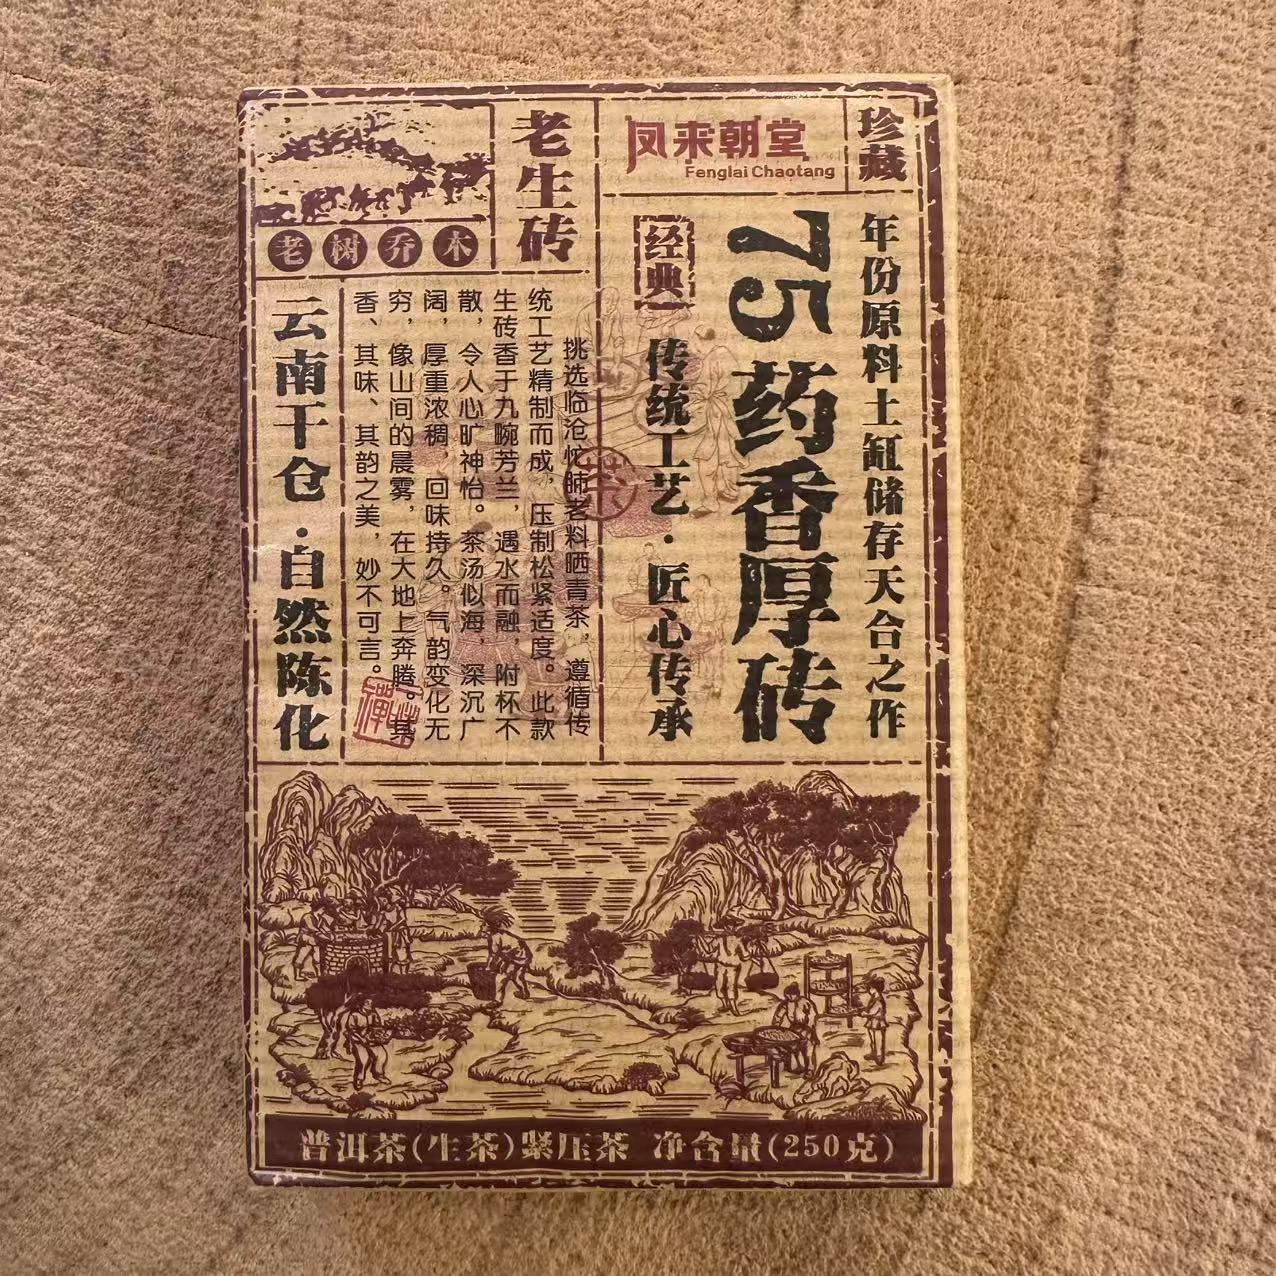 珍藏
凤来朝堂
Fenglai Chaotang
年份原料土缸储存天合之作
75药香厚砖
经典
传统工艺·匠心传承
老生砖
老树乔木
挑选临沧忙肺老料晒青茶，遵循传
统工艺精制而成，压制松紧适度。此款
生砖香于九畹芳兰，遇水而融，附杯不
散，令人心旷神怡。茶汤似海，深沉广
阔，厚重浓稠，回味持久。气韵变化无
穷，像山间的晨雾，在大地上奔腾。其
香、其味、其韵之美，妙不可言。
云南干仓·自然陈化
茶
普洱茶(生茶)紧压茶 净含量(250克)